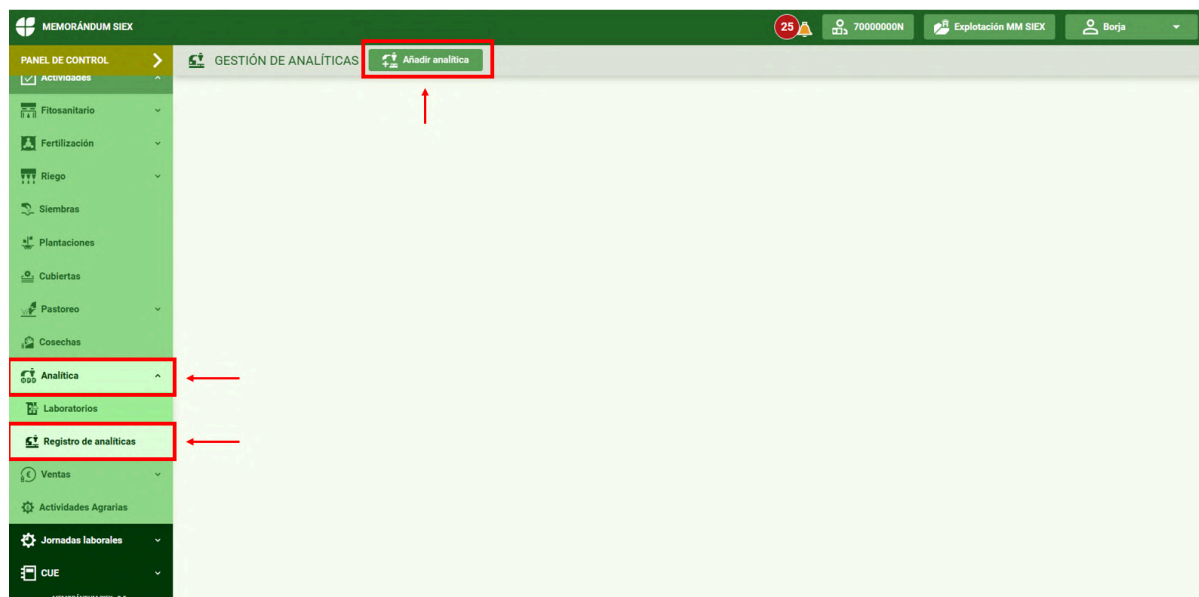 MEMORÁNDUM SIEX
25
70000000N
Explotación MM SIEX
Borja
PANEL DE CONTROL
GESTIÓN DE ANALÍTICAS
Añadir analítica
Actividades
Fitosanitario
Fertilización
Riego
Siembras
Plantaciones
Cubiertas
Pastoreo
Cosechas
Analítica
Laboratorios
Registro de analíticas
Ventas
Actividades Agrarias
Jornadas laborales
CUE